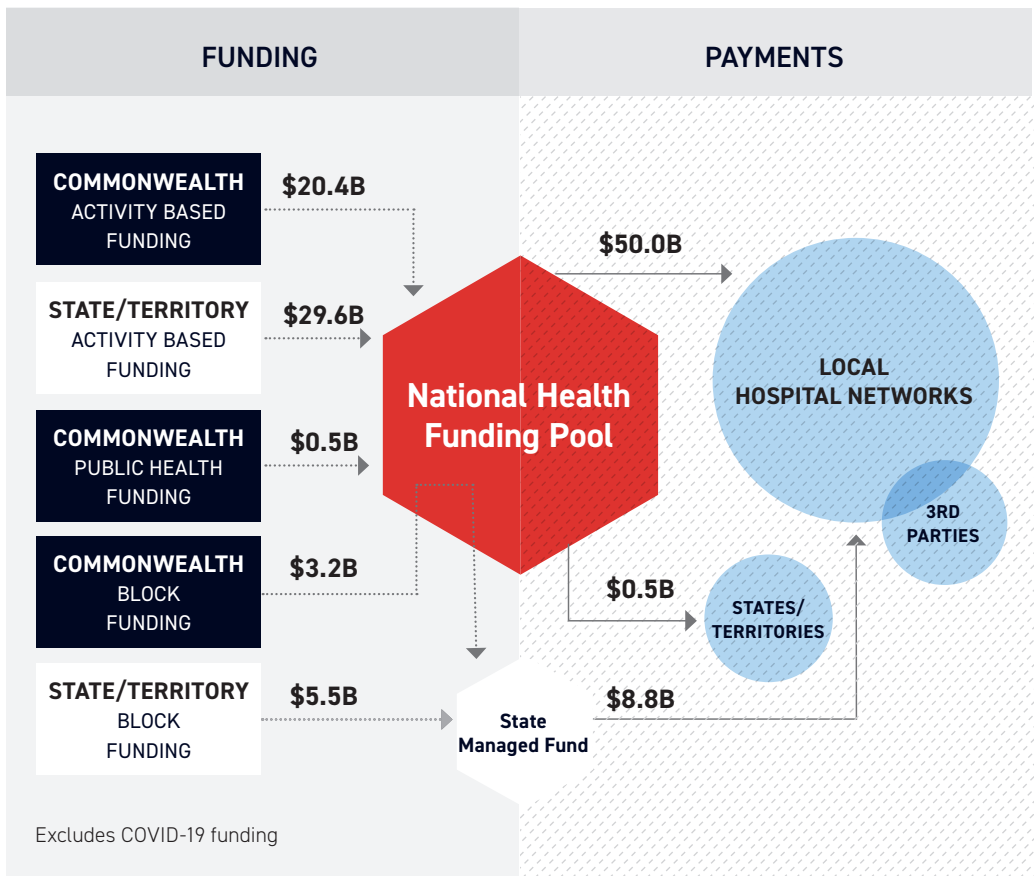 FUNDING
PAYMENTS
COMMONWEALTH
ACTIVITY BASED
FUNDING
$20.4B
STATE/TERRITORY
ACTIVITY BASED
FUNDING
$29.6B
COMMONWEALTH
PUBLIC HEALTH
FUNDING
$0.5B
COMMONWEALTH
BLOCK
FUNDING
$3.2B
STATE/TERRITORY
BLOCK
FUNDING
$5.5B
National Health
Funding Pool
State
Managed Fund
$50.0B
LOCAL
HOSPITAL NETWORKS
3RD
PARTIES
$0.5B
STATES/
TERRITORIES
$8.8B
Excludes COVID-19 funding